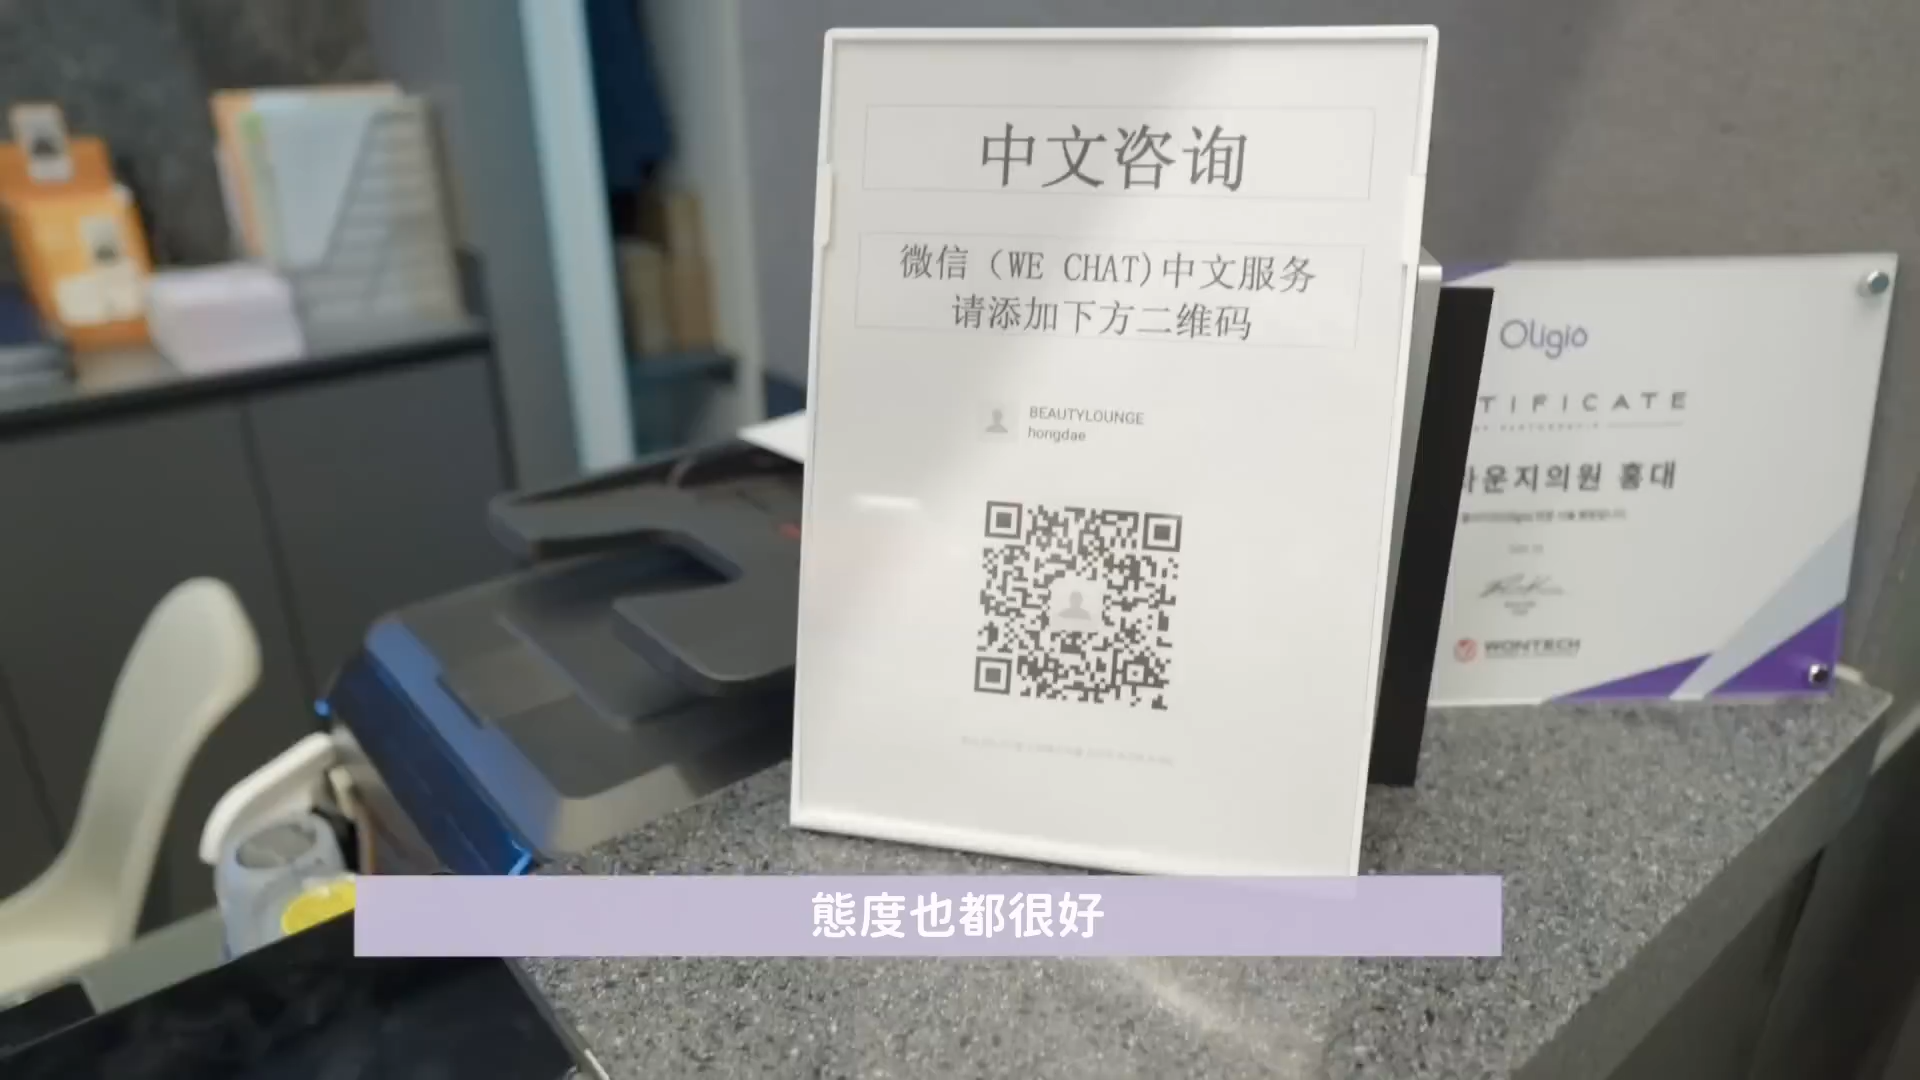 中文咨询
微信（WE CHAT)中文服务
请添加下方二维码
BEAUTYLOUNGE
hongdae
Oligio
TIFICATE
라운지의원 홍대
WONTECH
態度也都很好